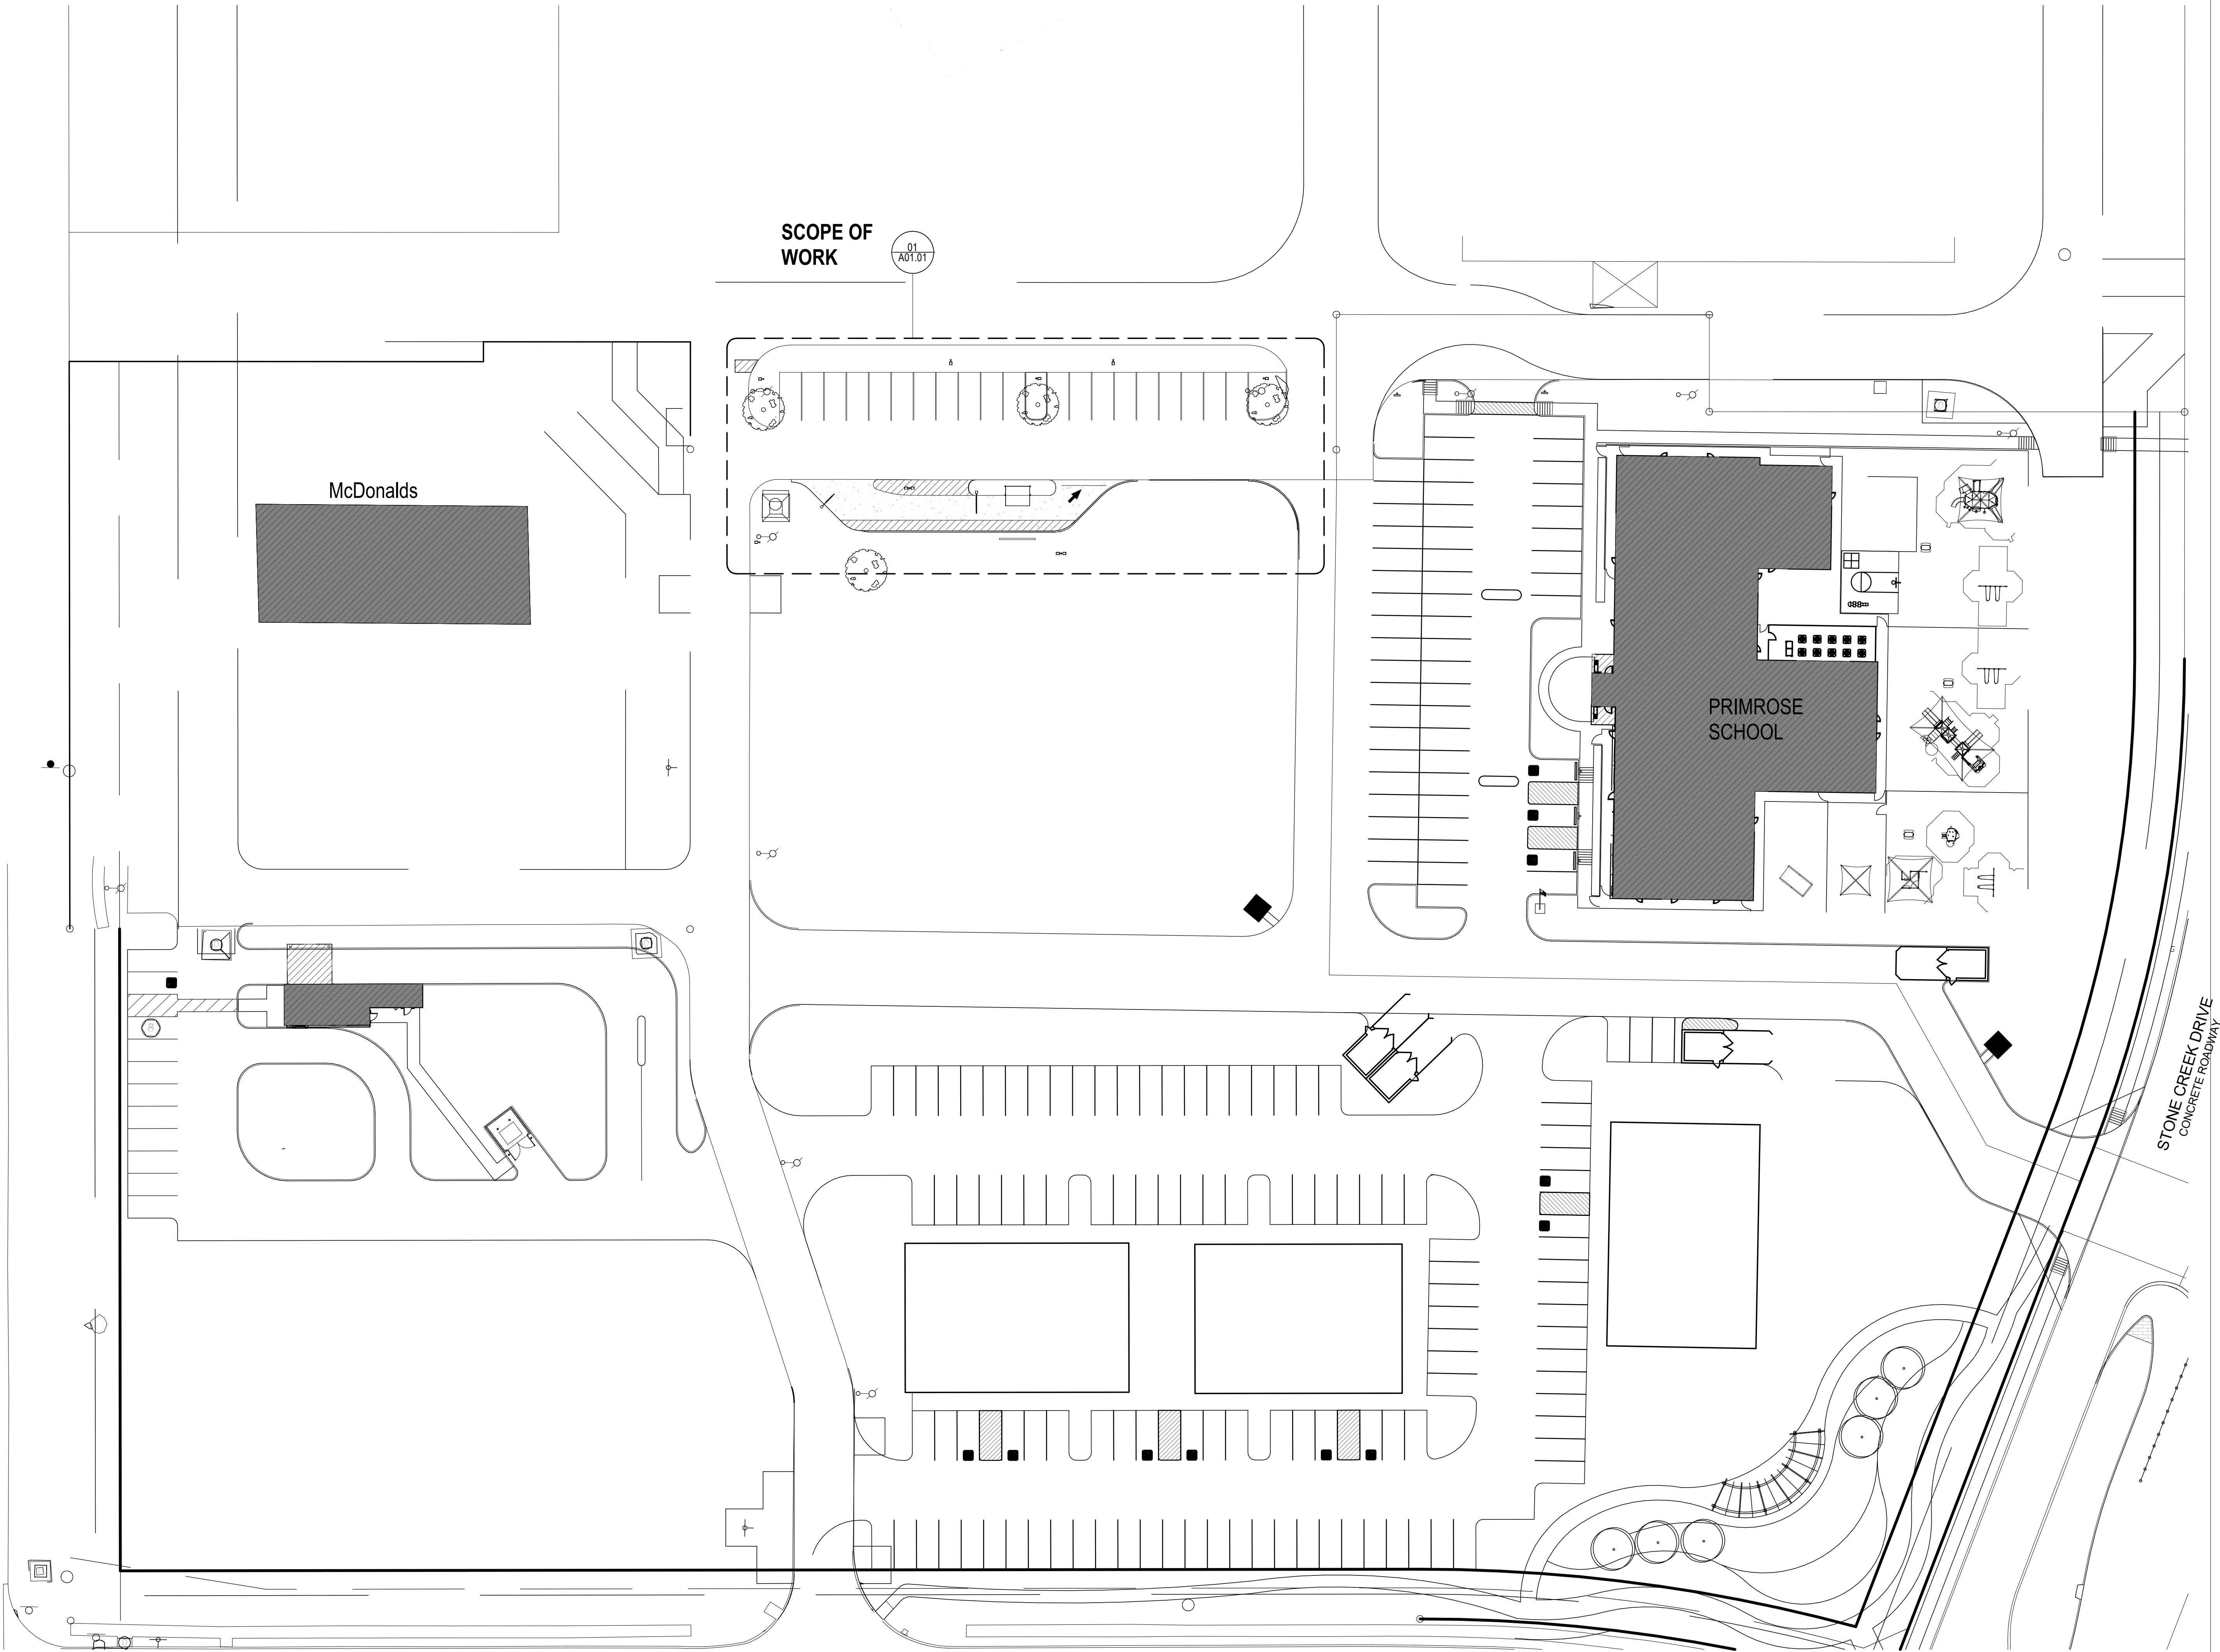 SCOPE OF
WORK
01
A01.01
McDonalds
PRIMROSE
SCHOOL
STONE CREEK DRIVE
CONCRETE ROADWAY